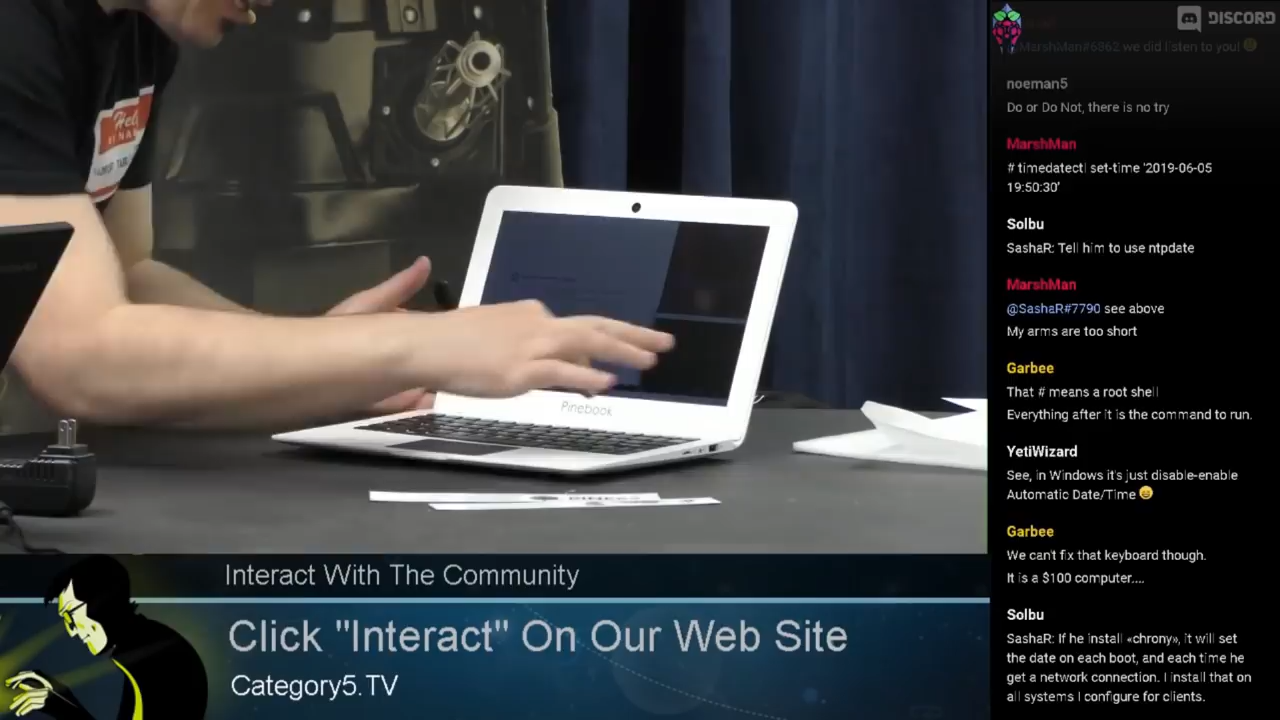 Hel
Pinebook
Interact With The Community
Click "Interact" On Our Web Site
Category5.TV
DISCORD
MarshMan#6862 we did listen to you!
noeman5
Do or Do Not, there is no try
MarshMan
# timedatectl set-time '2019-06-05
19:50:30'
Solbu
SashaR: Tell him to use ntpdate
MarshMan
@SashaR#7790 see above
My arms are too short
Garbee
That # means a root shell
Everything after it is the command to run.
YetiWizard
See, in Windows it's just disable-enable
Automatic Date/Time
Garbee
We can't fix that keyboard though.
It is a $100 computer....
Solbu
SashaR: If he install «chrony», it will set
the date on each boot, and each time he
get a network connection. I install that on
all systems I configure for clients.